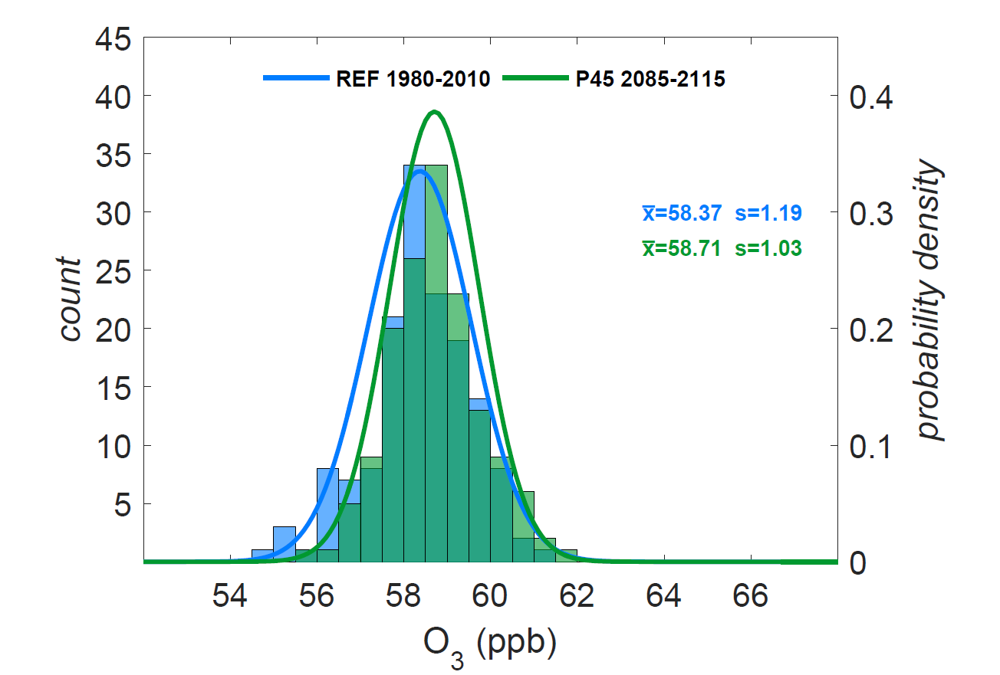 REF 1980-2010 P45 2085-2115
x̅=58.37 s=1.19
x̅=58.71 s=1.03
45
40
35
30
25
20
15
10
5
count
0.4
0.3
0.2
0.1
0
probability density
54 56 58 60 62 64 66
O₃ (ppb)